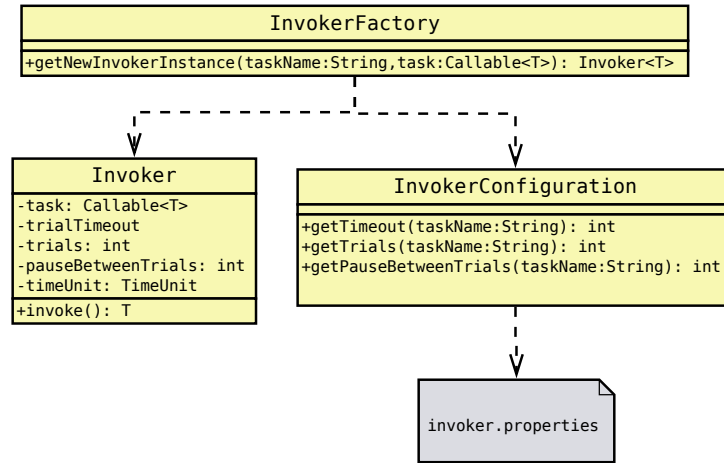 InvokerFactory
+getNewInvokerInstance(taskName:String,task:Callable<T>): Invoker<T>
Invoker
-task: Callable<T>
-trialTimeout
-trials: int
-pauseBetweenTrials: int
-timeUnit: TimeUnit
+invoke(): T
InvokerConfiguration
+getTimeout(taskName:String): int
+getTrials(taskName:String): int
+getPauseBetweenTrials(taskName:String): int
invoker.properties